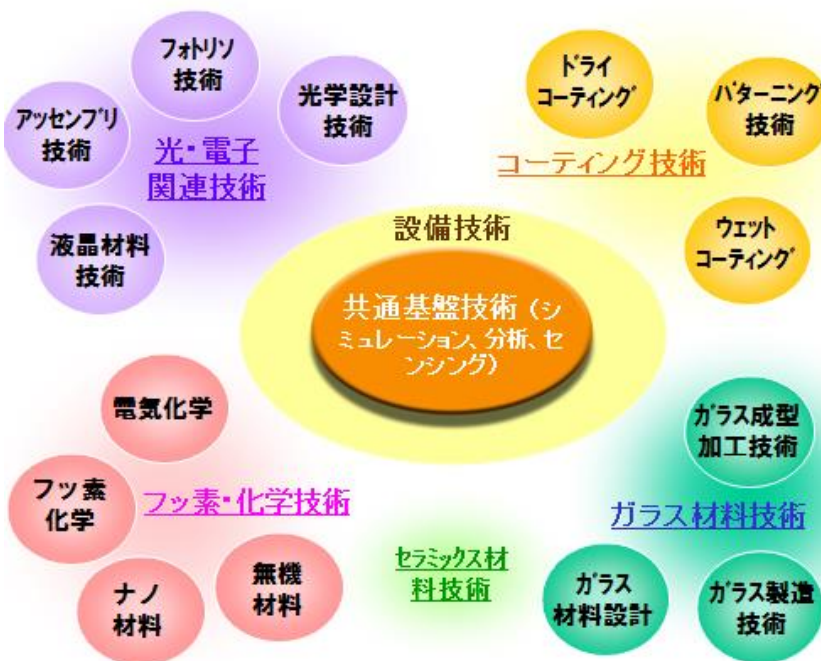 フォトリソ
技術
アッセンブリ
技術
光学設計
技術
光・電子
関連技術
液晶材料
技術
ドライ
コーティング
パターニング
技術
コーティング技術
ウェット
コーティング
設備技術
共通基盤技術（シ
ミュレーション、分析、セ
ンシング）
電気化学
フッ素
化学
フッ素・化学技術
ナノ
材料
無機
材料
セラミックス材
料技術
ガラス成型
加工技術
ガラス材料技術
ガラス
材料設計
ガラス製造
技術